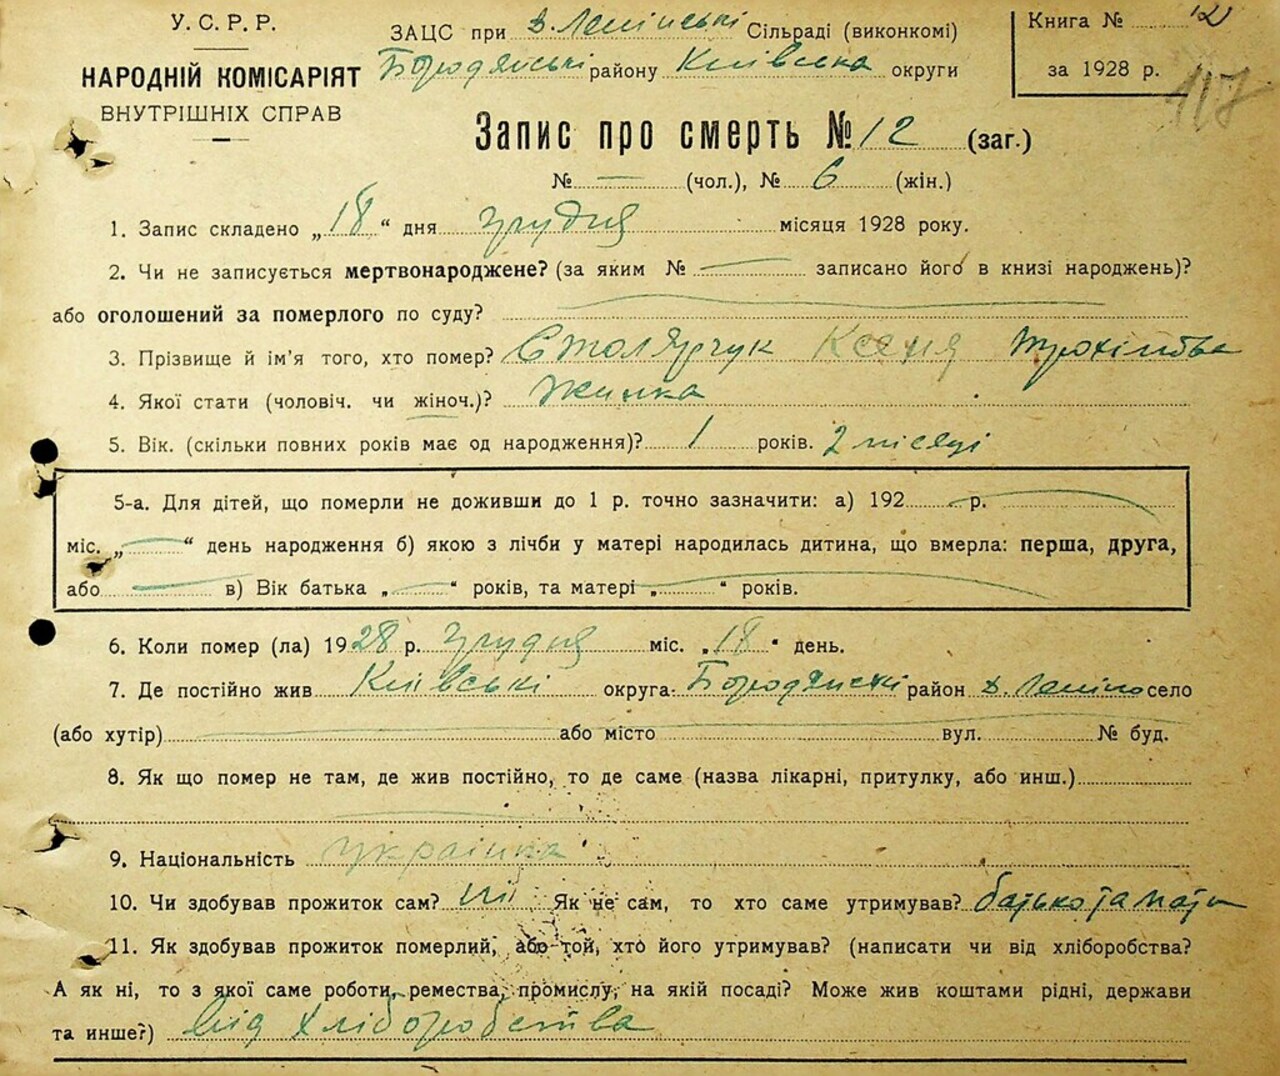 У.С.Р.Р.
НАРОДНІЙ КОМІСАРІЯТ
ВНУТРІШНІХ СПРАВ
ЗАЦС при В. Ленінські Сільраді (виконкомі)
Бородянські району Київська округи
Книга № 12
за 1928 р.
117
Запис про смерть № 12 (заг.)
№ — (чол.), № 6 (жін.)
1. Запис складено „18“ дня грудня місяця 1928 року.
2. Чи не записується мертвонароджене? (за яким № — записано його в книзі народжень)?
або оголошений за померлого по суду?
3. Прізвище й ім'я того, хто помер? Столярчук Ксеня Трохімівна
4. Якої стати (чоловіч. чи жіноч.)? Жинка
5. Вік. (скільки повних років має од народження)? 1 років. 2 місяці
5-а. Для дітей, що померли не доживши до 1 р. точно зазначити: а) 192 р.
міс. „ “ день народження б) якою з лічби у матері народилась дитина, що вмерла: перша, друга,
або — в) Вік батька „ — “ років, та матері „ “ років.
6. Коли помер (ла) 1928 р. грудня міс. „18“ день.
7. Де постійно жив Київські округа. Бородянскі район В. Леніно село
(або хутір) або місто вул. № буд.
8. Як що помер не там, де жив постійно, то де саме (назва лікарні, притулку, або инш.)
9. Національність українка
10. Чи здобував прожиток сам? ні Як не сам, то хто саме утримував? батько та мати
11. Як здобував прожиток померлий, або той, хто його утримував? (написати чи від хліборобства?
А як ні, то з якої саме роботи, ремества, промислу, на якій посаді? Може жив коштами рідні, держави
та инше?) від хліборобства